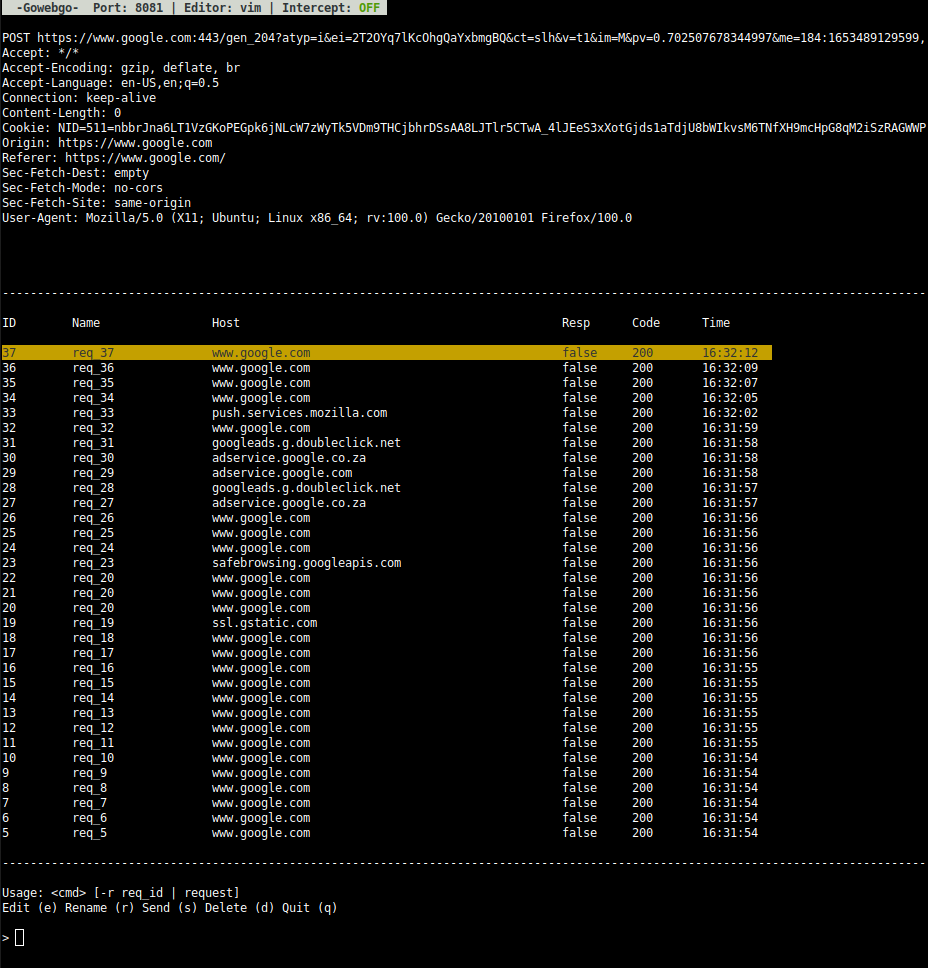 -Gowebgo-  Port: 8081 | Editor: vim | Intercept: OFF
POST https://www.google.com:443/gen_204?atyp=i&ei=2T2OYq7lKcOhgQaYxbmgBQ&ct=slh&v=t1&im=M&pv=0.702507678344997&me=184:1653489129599,
Accept: */*
Accept-Encoding: gzip, deflate, br
Accept-Language: en-US,en;q=0.5
Connection: keep-alive
Content-Length: 0
Cookie: NID=511=nbbrJna6LT1VzGKoPEGpk6jNLcW7zWyTk5VDm9THCjbhrDSsAA8LJTlr5CTwA_4lJEeS3xXotGjds1aTdjU8bWIkvsM6TNfXH9mcHpG8qM2iSzRAGWWP
Origin: https://www.google.com
Referer: https://www.google.com/
Sec-Fetch-Dest: empty
Sec-Fetch-Mode: no-cors
Sec-Fetch-Site: same-origin
User-Agent: Mozilla/5.0 (X11; Ubuntu; Linux x86_64; rv:100.0) Gecko/20100101 Firefox/100.0
ID Name Host Resp Code Time
37 req_37 www.google.com false 200 16:32:12
36 req_36 www.google.com false 200 16:32:09
35 req_35 www.google.com false 200 16:32:07
34 req_34 www.google.com false 200 16:32:05
33 req_33 push.services.mozilla.com false 200 16:32:02
32 req_32 www.google.com false 200 16:31:59
31 req_31 googleads.g.doubleclick.net false 200 16:31:58
30 req_30 adservice.google.co.za false 200 16:31:58
29 req_29 adservice.google.com false 200 16:31:58
28 req_28 googleads.g.doubleclick.net false 200 16:31:57
27 req_27 adservice.google.co.za false 200 16:31:57
26 req_26 www.google.com false 200 16:31:56
25 req_25 www.google.com false 200 16:31:56
24 req_24 www.google.com false 200 16:31:56
23 req_23 safebrowsing.googleapis.com false 200 16:31:56
22 req_20 www.google.com false 200 16:31:56
21 req_20 www.google.com false 200 16:31:56
20 req_20 www.google.com false 200 16:31:56
19 req_19 ssl.gstatic.com false 200 16:31:56
18 req_18 www.google.com false 200 16:31:56
17 req_17 www.google.com false 200 16:31:56
16 req_16 www.google.com false 200 16:31:55
15 req_15 www.google.com false 200 16:31:55
14 req_14 www.google.com false 200 16:31:55
13 req_13 www.google.com false 200 16:31:55
12 req_12 www.google.com false 200 16:31:55
11 req_11 www.google.com false 200 16:31:55
10 req_10 www.google.com false 200 16:31:54
9 req_9 www.google.com false 200 16:31:54
8 req_8 www.google.com false 200 16:31:54
7 req_7 www.google.com false 200 16:31:54
6 req_6 www.google.com false 200 16:31:54
5 req_5 www.google.com false 200 16:31:54
Usage: <cmd> [-r req_id | request]
Edit (e) Rename (r) Send (s) Delete (d) Quit (q)
>